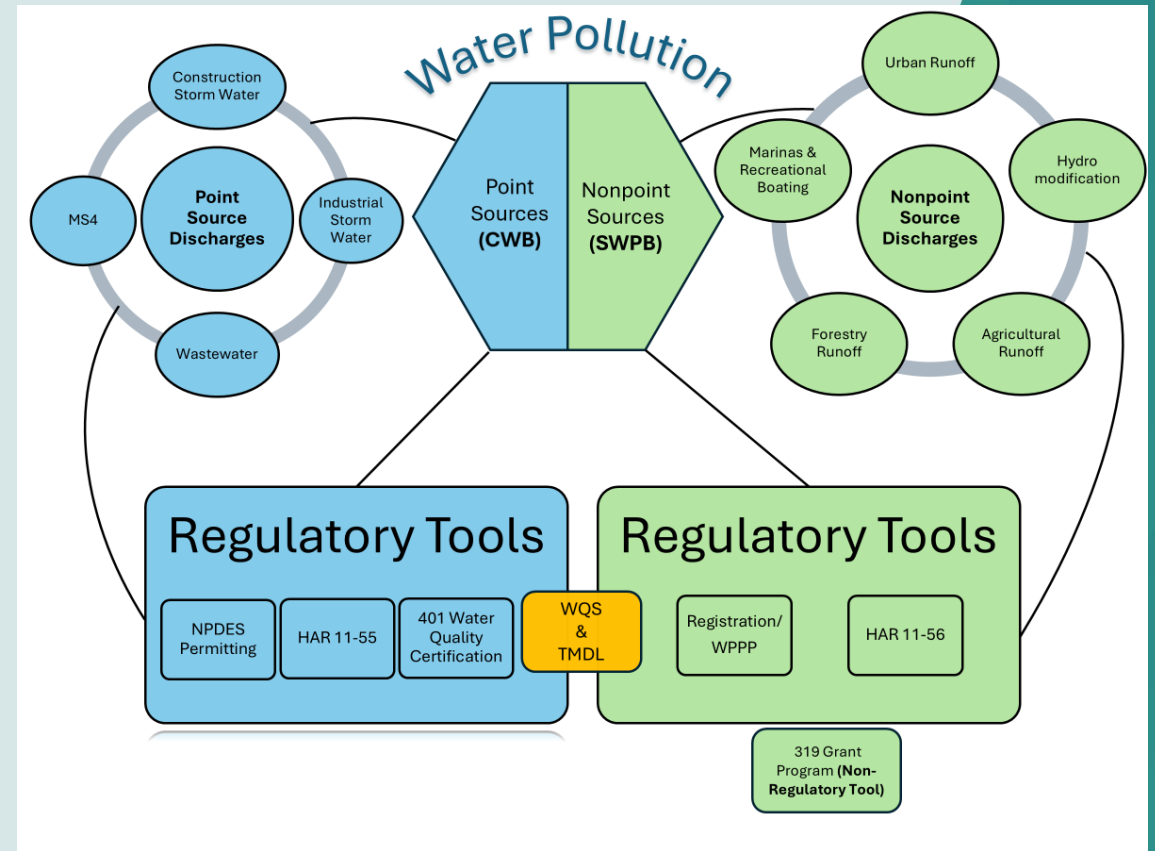 Water Pollution
Construction
Storm Water
MS4
Point
Source
Discharges
Industrial
Storm
Water
Wastewater
Point
Sources
(CWB)
Nonpoint
Sources
(SWPB)
Urban Runoff
Marinas &
Recreational
Boating
Hydro
modification
Nonpoint
Source
Discharges
Forestry
Runoff
Agricultural
Runoff
Regulatory Tools
NPDES
Permitting
HAR 11-55
401 Water
Quality
Certification
WQS
&
TMDL
Regulatory Tools
Registration/
WPPP
HAR 11-56
319 Grant
Program (Non-
Regulatory Tool)